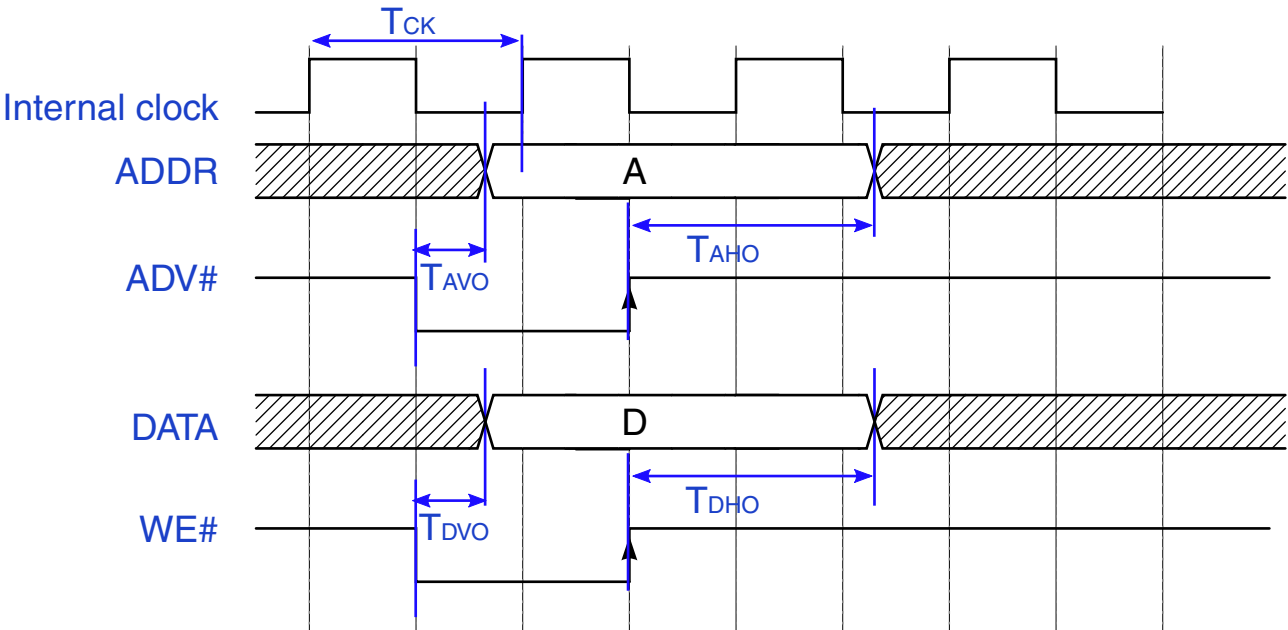 TCK
Internal clock
ADDR
A
TAHO
ADV#
TAVO
DATA
D
TDHO
WE#
TDVO